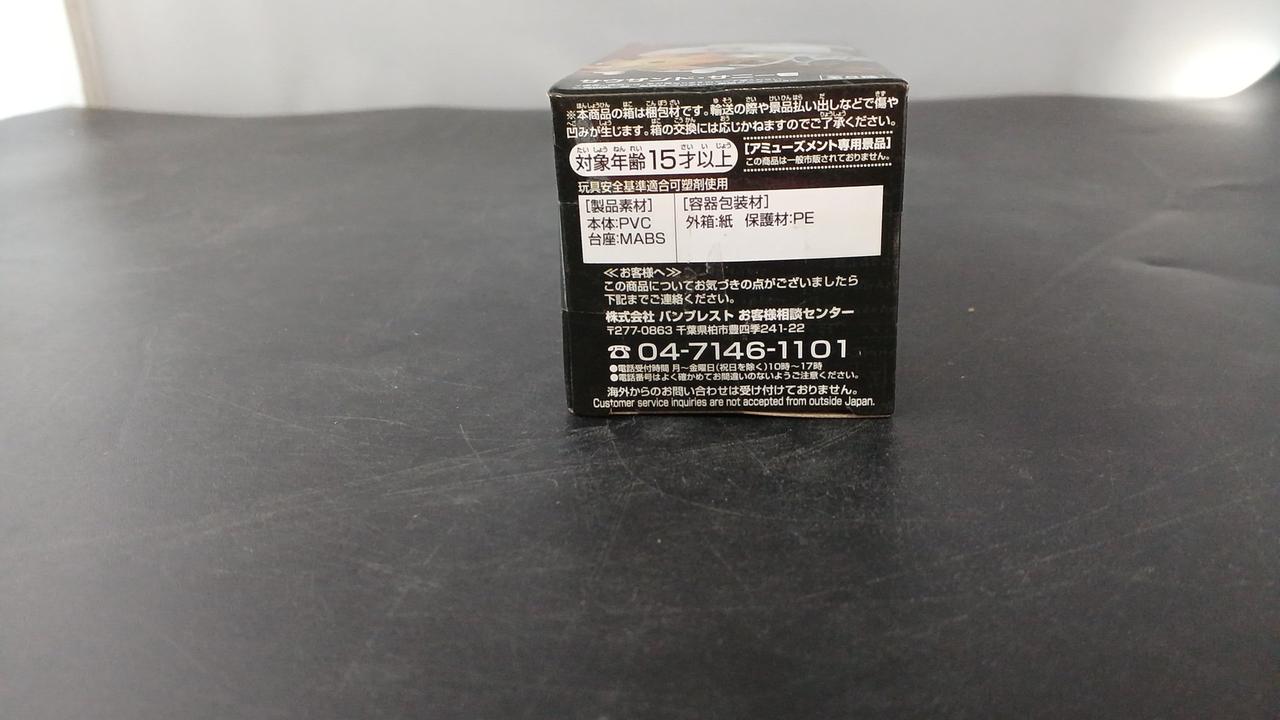 ※本商品の箱は梱包材です。輸送の際や景品払い出しなどで傷や
凹みが生じます。箱の交換には応じかねますのでご了承ください。
対象年齢15才以上
[アミューズメント専用景品]
この商品は一般市販されておりません。
玩具安全基準適合可塑剤使用
[製品素材]
本体:PVC
台座:MABS
[容器包装材]
外箱:紙 保護材:PE
≪お客様へ≫
この商品についてお気づきの点がございましたら
下記までご連絡ください。
株式会社 バンプレスト お客様相談センター
〒277-0863 千葉県柏市豊四季241-22
☎ 04-7146-1101
●電話受付時間 月~金曜日(祝日を除く)10時~17時
●電話番号はよく確かめてお間違いのないようご注意ください。
海外からのお問い合わせは受け付けておりません。
Customer service inquiries are not accepted from outside Japan.